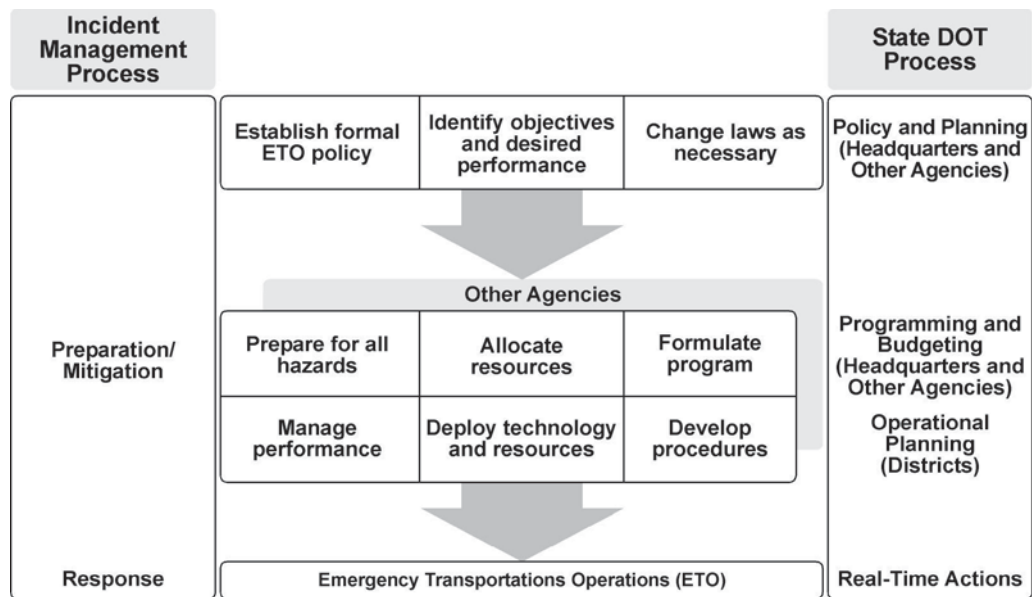 Incident
Management
Process
State DOT
Process
Establish formal
ETO policy
Identify objectives
and desired
performance
Change laws as
necessary
Policy and Planning
(Headquarters and
Other Agencies)
Other Agencies
Preparation/
Mitigation
Prepare for all
hazards
Allocate
resources
Formulate
program
Programming and
Budgeting
(Headquarters and
Other Agencies)
Manage
performance
Deploy technology
and resources
Develop
procedures
Operational
Planning
(Districts)
Response
Emergency Transportations Operations (ETO)
Real-Time Actions